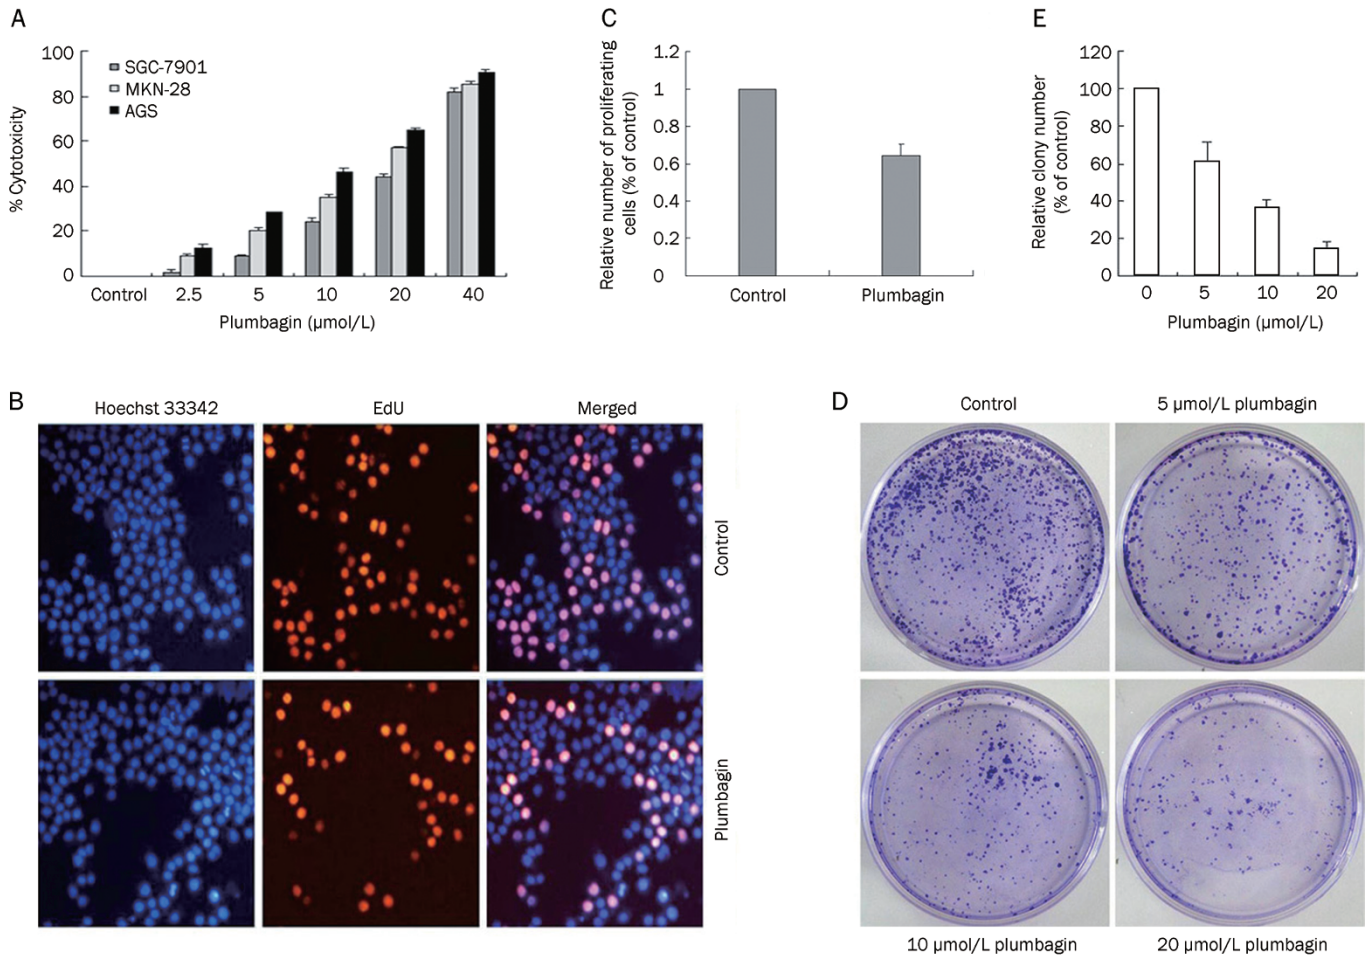 A
% Cytotoxicity
100
80
60
40
20
0
SGC-7901
MKN-28
AGS
Control
2.5
5
10
20
40
Plumbagin (µmol/L)
C
Relative number of proliferating
cells (% of control)
1.2
1
0.8
0.6
0.4
0.2
0
Control
Plumbagin
E
Relative clony number
(% of control)
120
100
80
60
40
20
0
0
5
10
20
Plumbagin (µmol/L)
B
Hoechst 33342
EdU
Merged
Control
Plumbagin
D
Control
5 µmol/L plumbagin
10 µmol/L plumbagin
20 µmol/L plumbagin